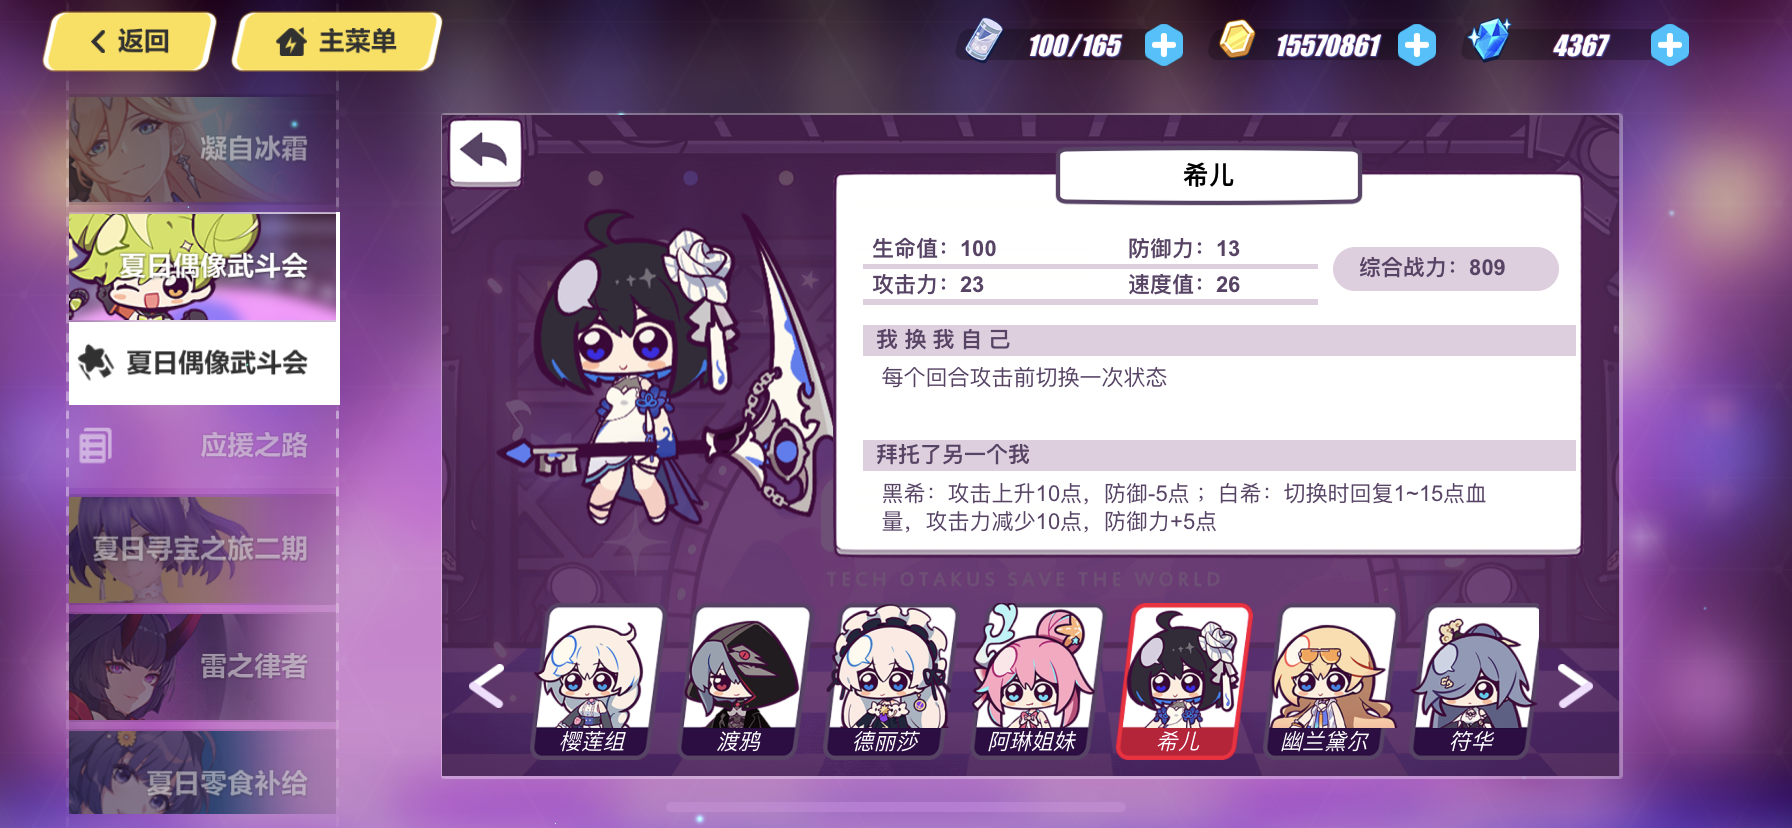 返回
主菜单
100/165
15570861
4367
凝自冰霜
夏日偶像武斗会
夏日偶像武斗会
应援之路
夏日寻宝之旅二期
雷之律者
夏日零食补给
希儿
生命值：100
防御力：13
攻击力：23
速度值：26
综合战力：809
我换我自己
每个回合攻击前切换一次状态
拜托了另一个我
黑希：攻击上升10点，防御-5点；白希：切换时回复1~15点血
量，攻击力减少10点，防御力+5点
TECH OTAKUS SAVE THE WORLD
樱莲组
渡鸦
德丽莎
阿琳姐妹
希儿
幽兰黛尔
符华